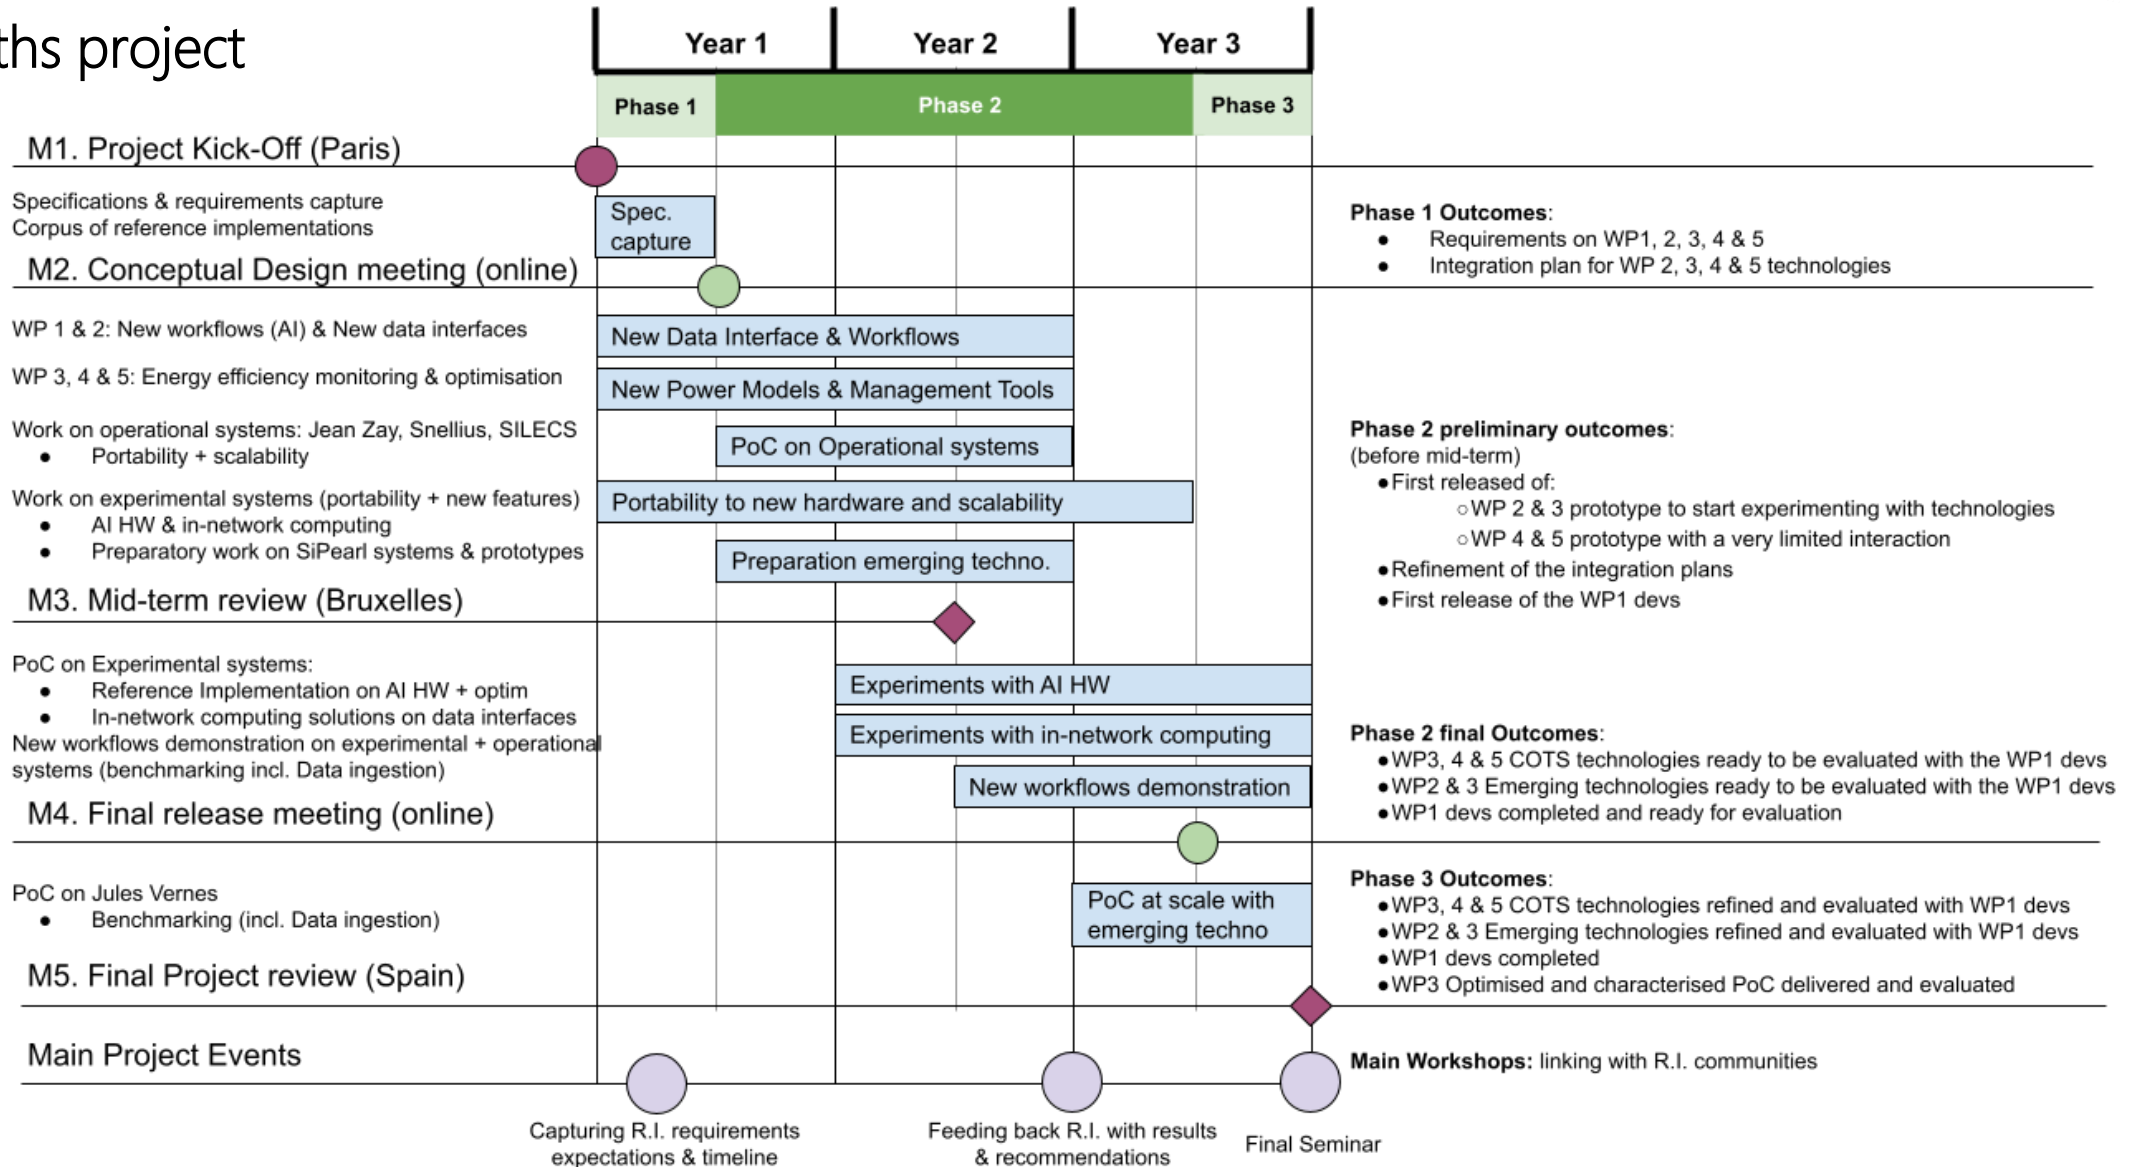 ths project
Year 1
Year 2
Year 3
Phase 1
Phase 2
Phase 3
M1. Project Kick-Off (Paris)
Specifications & requirements capture
Corpus of reference implementations
Spec.
capture
Phase 1 Outcomes:
● Requirements on WP1, 2, 3, 4 & 5
● Integration plan for WP 2, 3, 4 & 5 technologies
M2. Conceptual Design meeting (online)
WP 1 & 2: New workflows (AI) & New data interfaces
New Data Interface & Workflows
WP 3, 4 & 5: Energy efficiency monitoring & optimisation
New Power Models & Management Tools
Work on operational systems: Jean Zay, Snellius, SILECS
● Portability + scalability
PoC on Operational systems
Work on experimental systems (portability + new features)
● AI HW & in-network computing
● Preparatory work on SiPearl systems & prototypes
Portability to new hardware and scalability
Preparation emerging techno.
Phase 2 preliminary outcomes:
(before mid-term)
● First released of:
○ WP 2 & 3 prototype to start experimenting with technologies
○ WP 4 & 5 prototype with a very limited interaction
● Refinement of the integration plans
● First release of the WP1 devs
M3. Mid-term review (Bruxelles)
PoC on Experimental systems:
● Reference Implementation on AI HW + optim
● In-network computing solutions on data interfaces
New workflows demonstration on experimental + operational
systems (benchmarking incl. Data ingestion)
Experiments with AI HW
Experiments with in-network computing
New workflows demonstration
Phase 2 final Outcomes:
● WP3, 4 & 5 COTS technologies ready to be evaluated with the WP1 devs
● WP2 & 3 Emerging technologies ready to be evaluated with the WP1 devs
● WP1 devs completed and ready for evaluation
M4. Final release meeting (online)
PoC on Jules Vernes
● Benchmarking (incl. Data ingestion)
PoC at scale with
emerging techno
Phase 3 Outcomes:
● WP3, 4 & 5 COTS technologies refined and evaluated with WP1 devs
● WP2 & 3 Emerging technologies refined and evaluated with WP1 devs
● WP1 devs completed
● WP3 Optimised and characterised PoC delivered and evaluated
M5. Final Project review (Spain)
Main Project Events
Main Workshops: linking with R.I. communities
Capturing R.I. requirements
expectations & timeline
Feeding back R.I. with results
& recommendations
Final Seminar